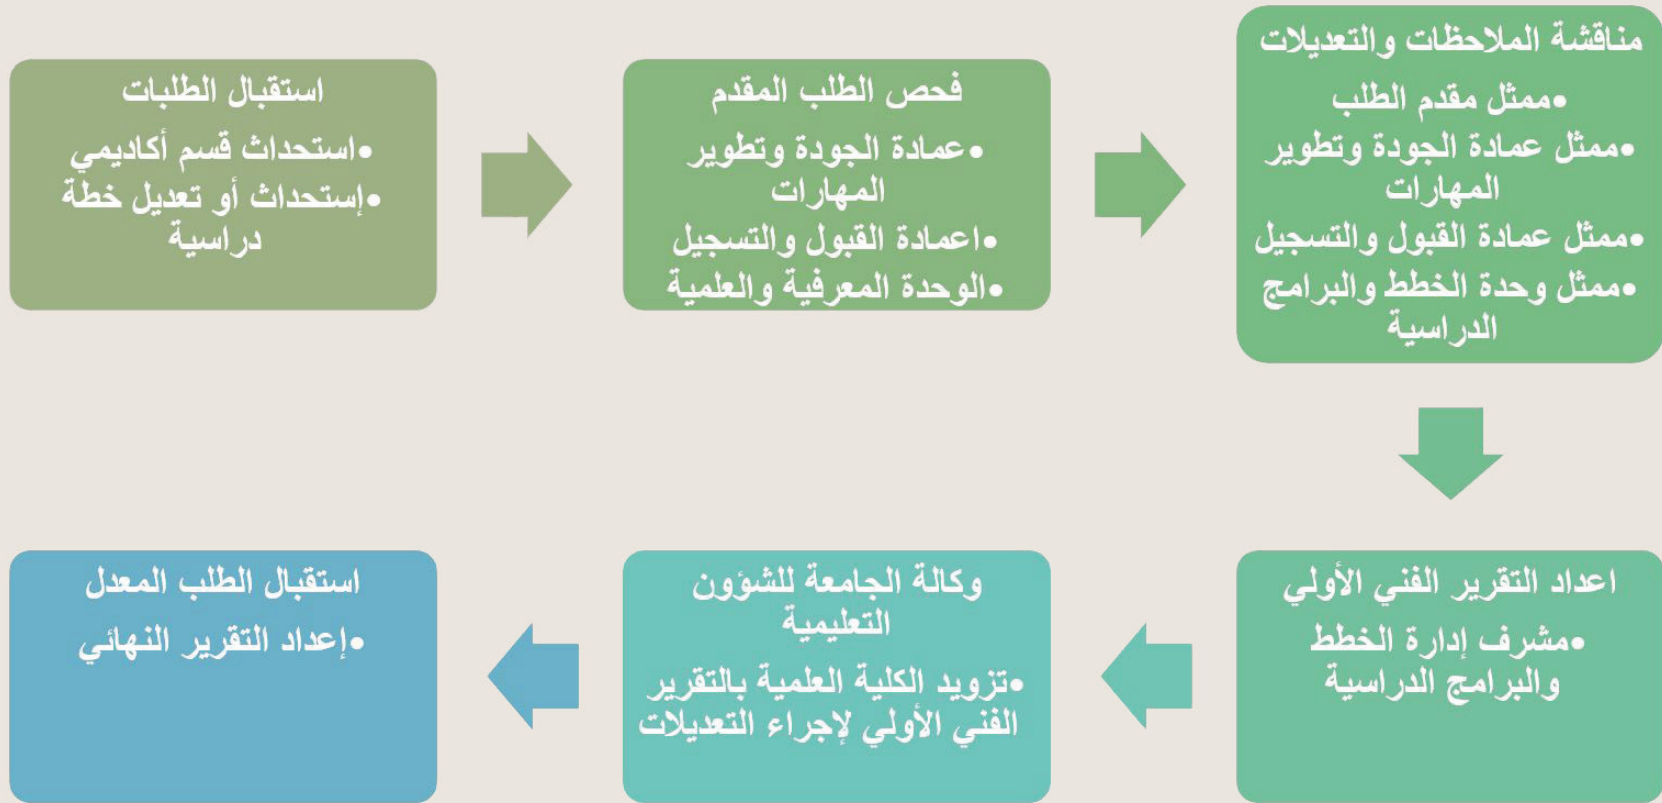 استقبال الطلبات
•استحداث قسم أكاديمي
•إستحداث أو تعديل خطة
دراسية
فحص الطلب المقدم
•عمادة الجودة وتطوير
المهارات
•اعمادة القبول والتسجيل
•الوحدة المعرفية والعلمية
مناقشة الملاحظات والتعديلات
•ممثل مقدم الطلب
•ممثل عمادة الجودة وتطوير
المهارات
•ممثل عمادة القبول والتسجيل
•ممثل وحدة الخطط والبرامج
الدراسية
اعداد التقرير الفني الأولي
•مشرف إدارة الخطط
والبرامج الدراسية
وكالة الجامعة للشؤون
التعليمية
•تزويد الكلية العلمية بالتقرير
الفني الأولي لإجراء التعديلات
استقبال الطلب المعدل
•إعداد التقرير النهائي